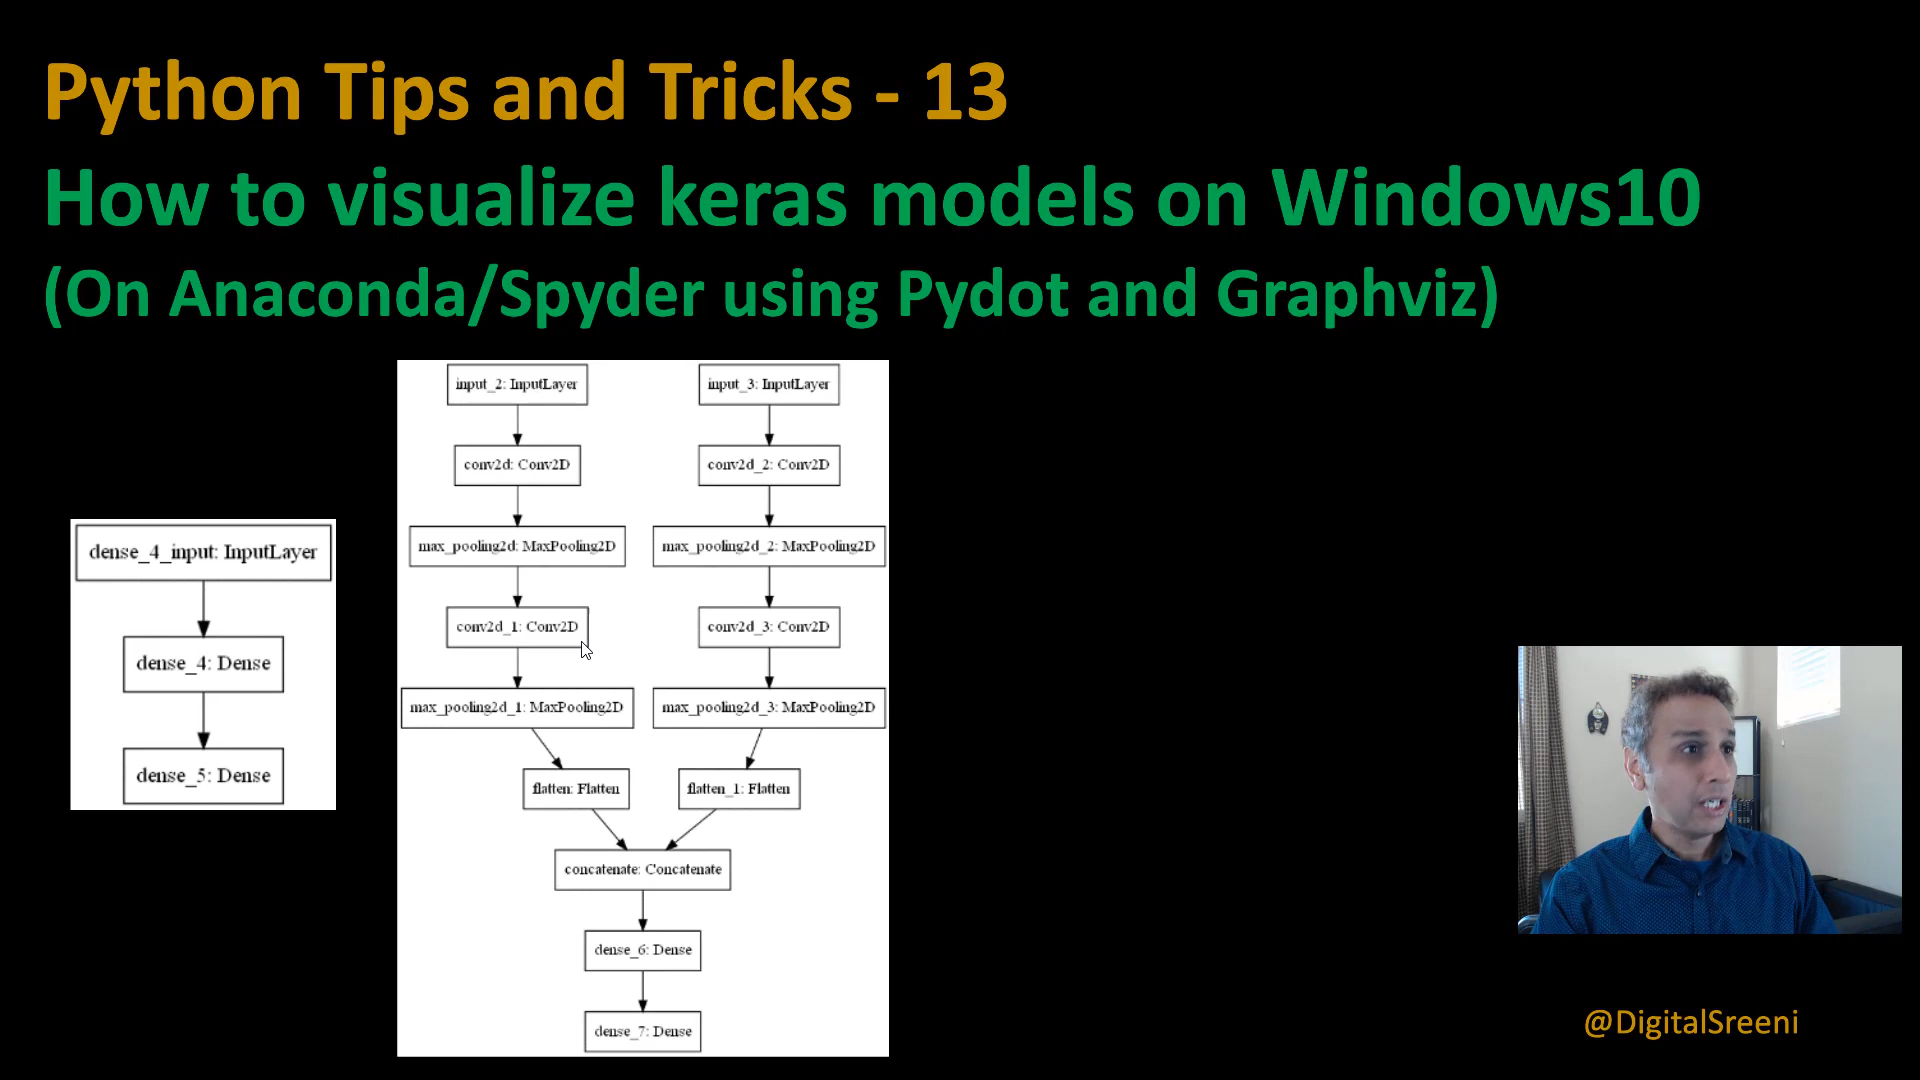 Python Tips and Tricks - 13
How to visualize keras models on Windows10
(On Anaconda/Spyder using Pydot and Graphviz)
dense_4_input: InputLayer
dense_4: Dense
dense_5: Dense
input_2: InputLayer
input_3: InputLayer
conv2d: Conv2D
conv2d_2: Conv2D
max_pooling2d: MaxPooling2D
max_pooling2d_2: MaxPooling2D
conv2d_1: Conv2D
conv2d_3: Conv2D
max_pooling2d_1: MaxPooling2D
max_pooling2d_3: MaxPooling2D
flatten: Flatten
flatten_1: Flatten
concatenate: Concatenate
dense_6: Dense
dense_7: Dense
@DigitalSreeni